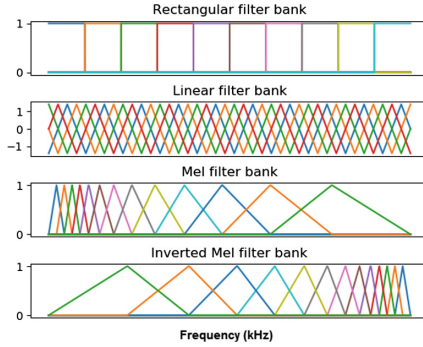 Rectangular filter bank
1
0
Linear filter bank
1
0
−1
Mel filter bank
1
0
Inverted Mel filter bank
1
0
Frequency (kHz)